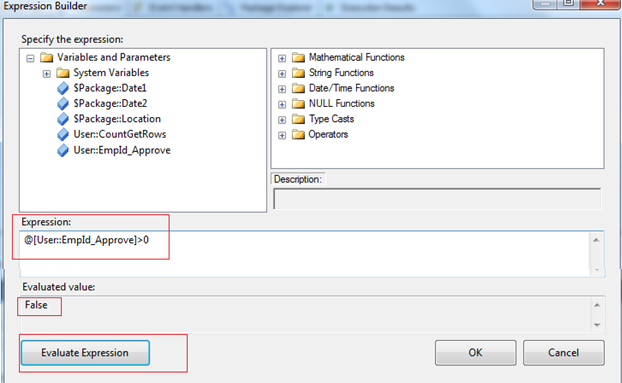 Expression Builder
Specify the expression:
Variables and Parameters
System Variables
$Package::Date1
$Package::Date2
$Package::Location
User::CountGetRows
User::EmpId_Approve
Mathematical Functions
String Functions
Date/Time Functions
NULL Functions
Type Casts
Operators
Description:
Expression:
@[User::EmpId_Approve]>0
Evaluated value:
False
Evaluate Expression
OK
Cancel